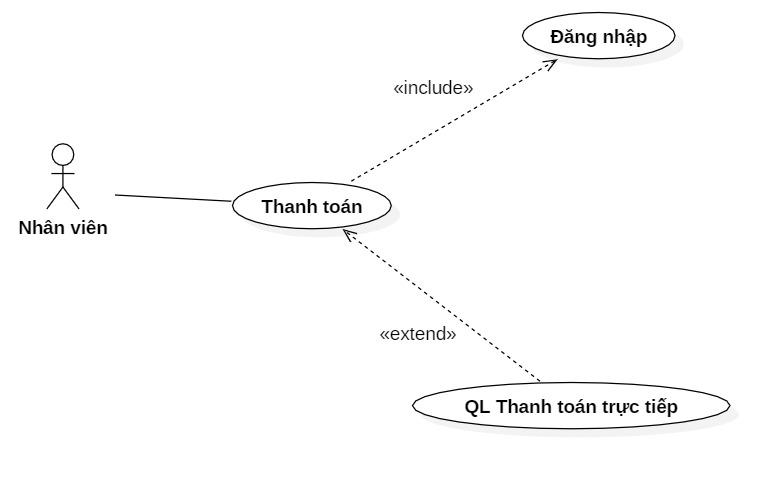 Đăng nhập
«include»
Thanh toán
Nhân viên
«extend»
QL Thanh toán trực tiếp